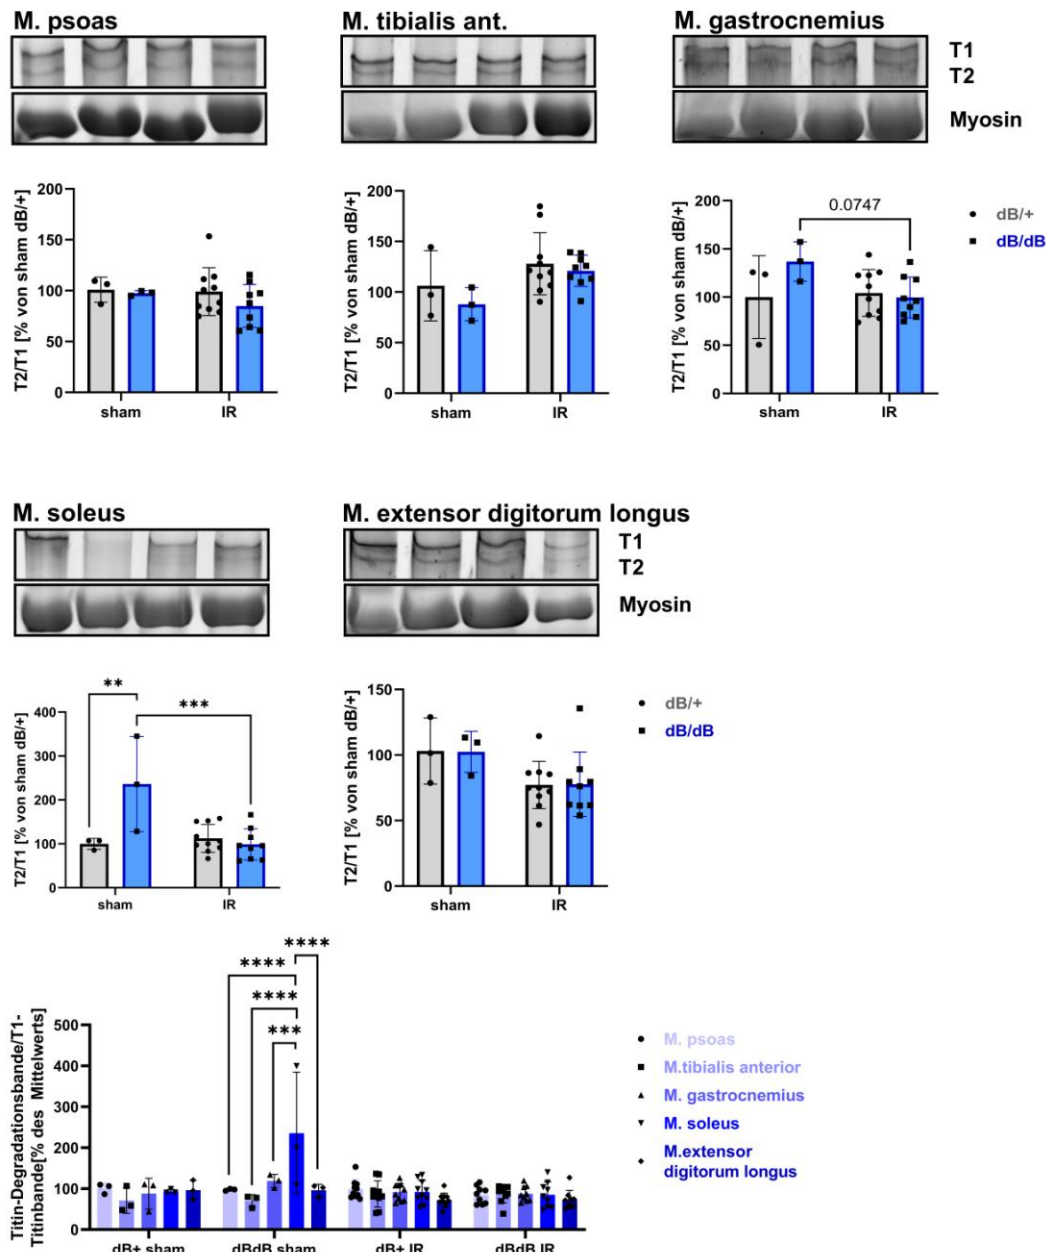 M. psoas
M. tibialis ant.
M. gastrocnemius
T1
T2
Myosin
T2/T1 [% von sham dB/+]
200
150
100
50
0
sham
IR
T2/T1 [% von sham dB/+]
200
150
100
50
0
sham
IR
T2/T1 [% von sham dB/+]
200
150
100
50
0
0.0747
sham
IR
dB/+
dB/dB
M. soleus
M. extensor digitorum longus
T1
T2
Myosin
T2/T1 [% von sham dB/+]
400
300
200
100
0
**
***
sham
IR
T2/T1 [% von sham dB/+]
150
100
50
0
sham
IR
dB/+
dB/dB
Titin-Degradationsbande/T1-
Titinbande[% des Mittelwerts]
500
400
300
200
100
0
****
****
****
***
dB+ sham
dBdB sham
dB+ IR
dBdB IR
M. psoas
M.tibialis anterior
M. gastrocnemius
M. soleus
M.extensor
digitorum longus